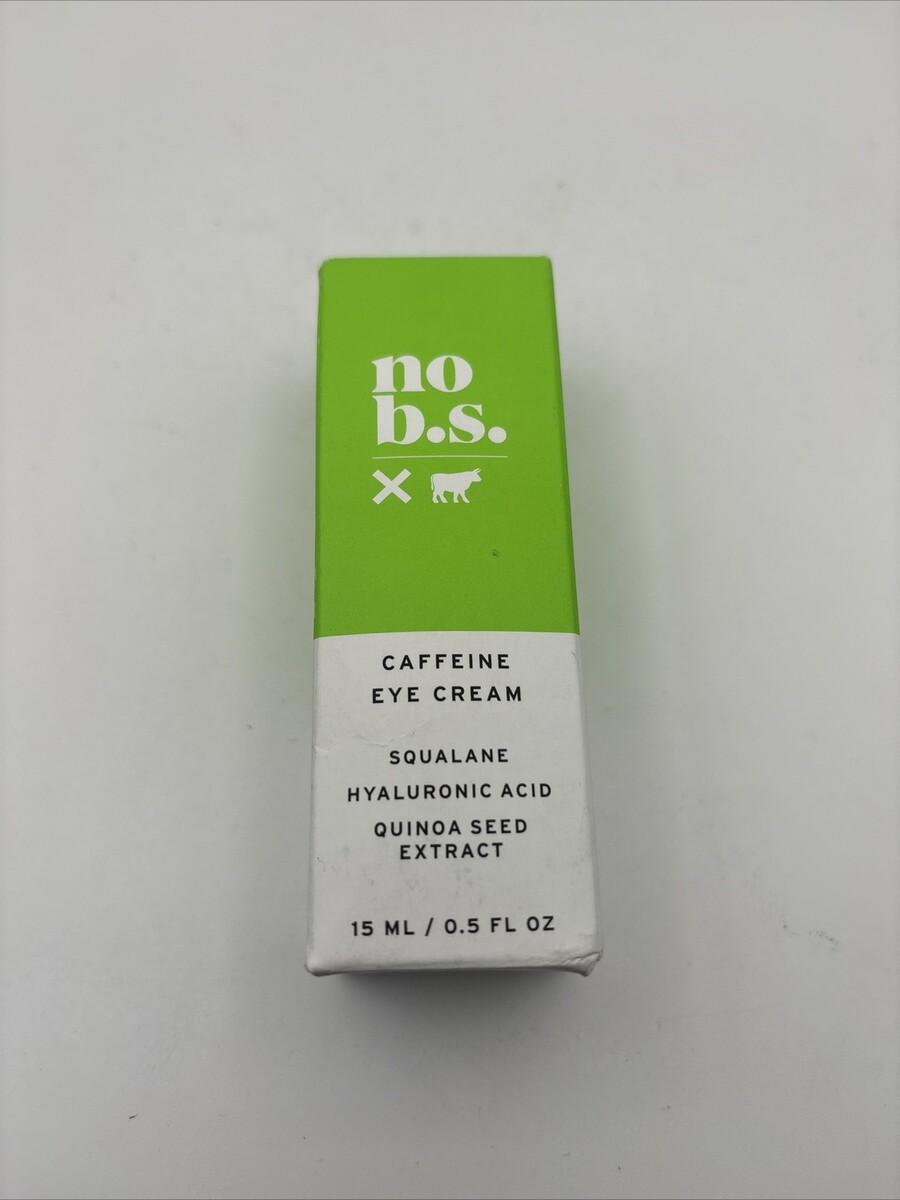 no
b.s.
CAFFEINE
EYE CREAM
SQUALANE
HYALURONIC ACID
QUINOA SEED
EXTRACT
15 ML / 0.5 FL OZ